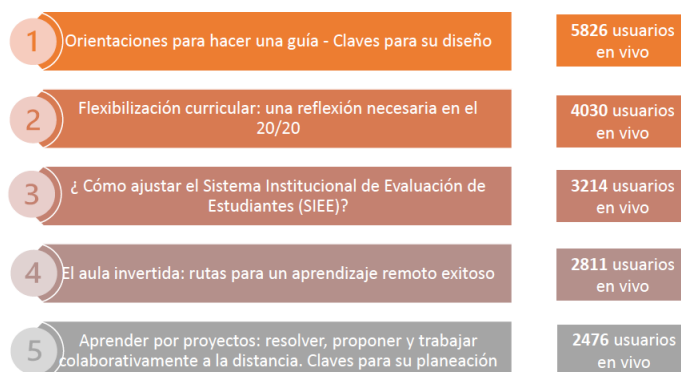 1
Orientaciones para hacer una guía - Claves para su diseño
5826 usuarios
en vivo
2
Flexibilización curricular: una reflexión necesaria en el
20/20
4030 usuarios
en vivo
3
¿ Cómo ajustar el Sistema Institucional de Evaluación de
Estudiantes (SIEE)?
3214 usuarios
en vivo
4
El aula invertida: rutas para un aprendizaje remoto exitoso
2811 usuarios
en vivo
5
Aprender por proyectos: resolver, proponer y trabajar
colaborativamente a la distancia. Claves para su planeación
2476 usuarios
en vivo